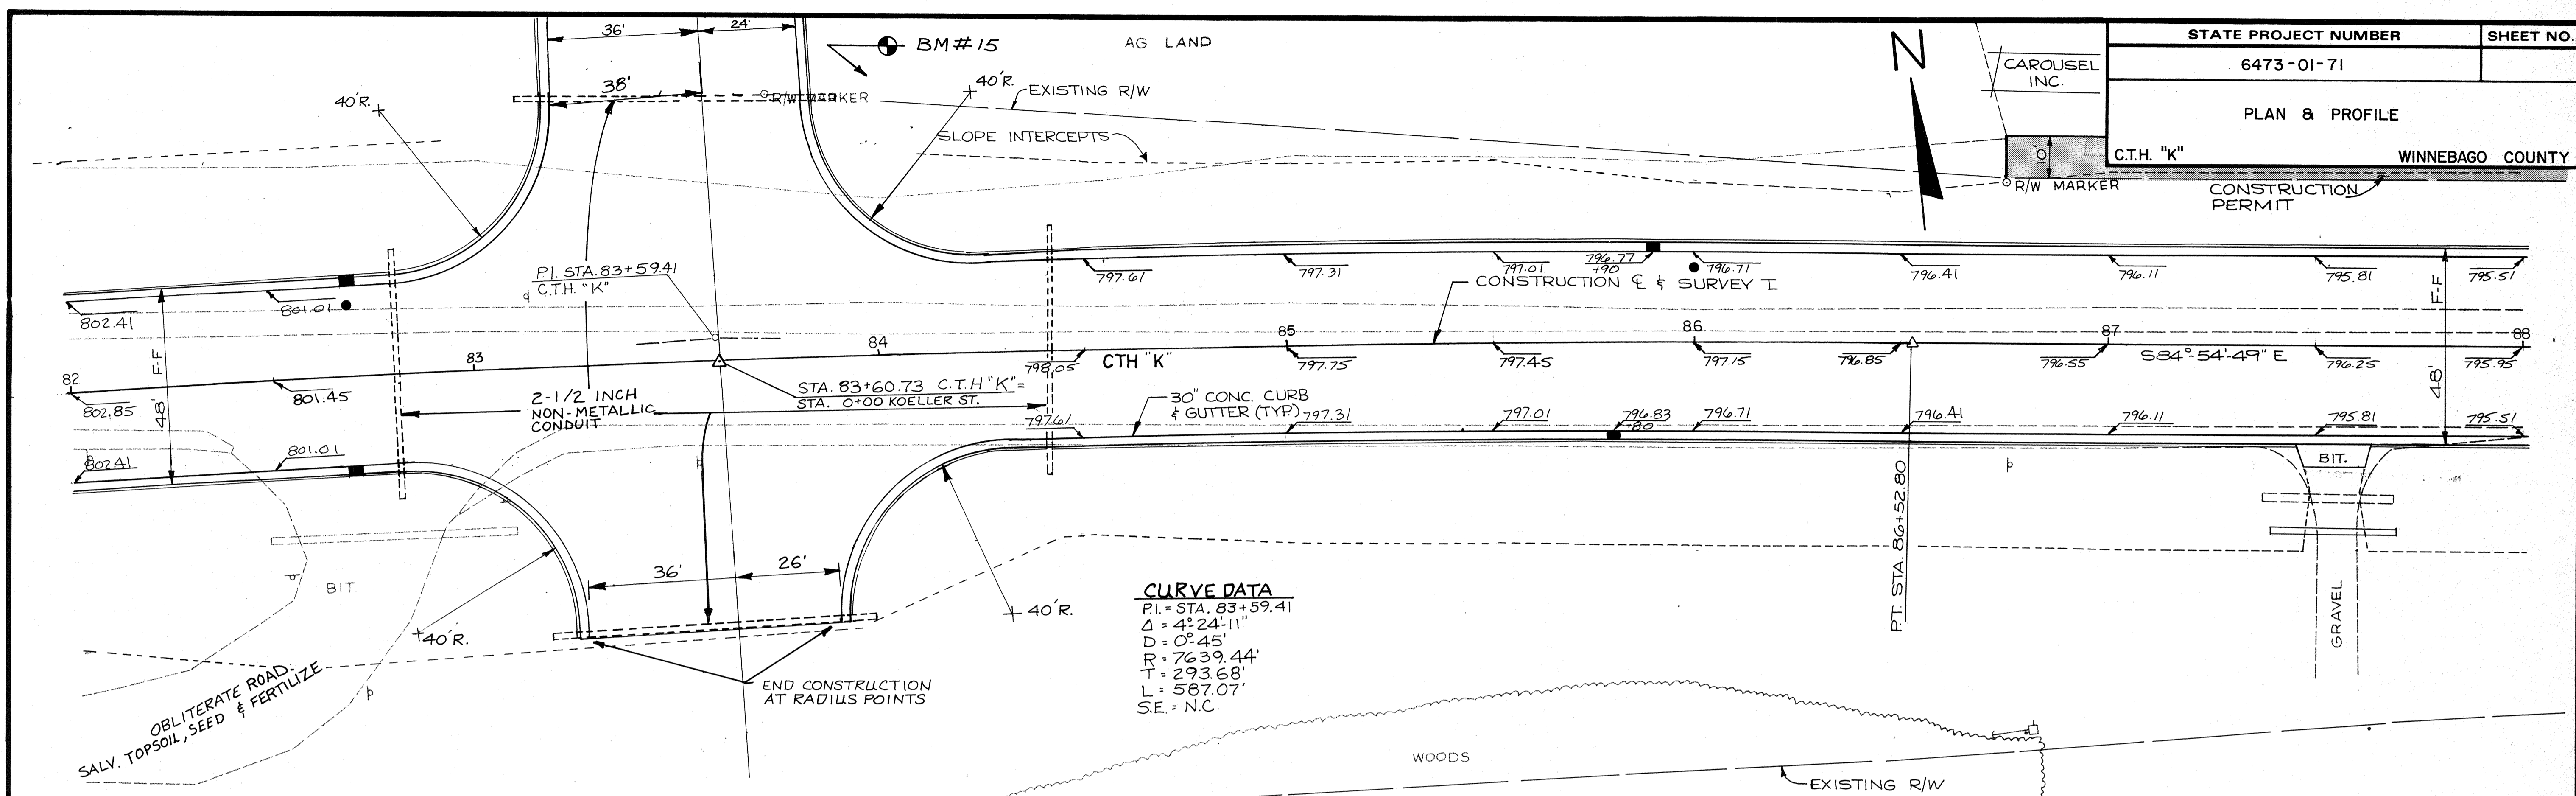 STATE PROJECT NUMBER
SHEET NO.
6473-01-71
PLAN & PROFILE
C.T.H. "K"
WINNEBAGO COUNTY
36'
24'
BM#15
AG LAND
N
CAROUSEL
INC.
38'
R/W MARKER
40'R.
40'R.
EXISTING R/W
SLOPE INTERCEPTS
R/W MARKER
CONSTRUCTION
PERMIT
P.I. STA. 83+59.41
C.T.H. "K"
802.41
801.01
797.61
797.31
797.01
796.77
+90
796.71
796.41
796.11
795.81
795.51
CONSTRUCTION ℄ & SURVEY
48' F-F
48' F-F
82
83
84
85
86
87
88
802.85
801.45
798.05
CTH "K"
797.75
797.45
797.15
796.85
796.55
S84°-54'-49" E
796.25
795.95
2-1/2 INCH
NON-METALLIC
CONDUIT
STA. 83+60.73 C.T.H "K"=
STA. 0+00 KOELLER ST.
30" CONC. CURB
& GUTTER (TYP.)
802.41
801.01
797.61
797.31
797.01
796.83
+80
796.71
796.41
796.11
795.81
795.51
BIT.
P.T. STA. 86+52.80
GRAVEL
BIT
36'
26'
40'R.
40'R.
END CONSTRUCTION
AT RADIUS POINTS
OBLITERATE ROAD.
SALV. TOPSOIL, SEED & FERTILIZE
CURVE DATA
P.I. = STA. 83+59.41
Δ = 4°24'-11"
D = 0°45'
R = 7639.44'
T = 293.68'
L = 587.07'
S.E. = N.C.
WOODS
EXISTING R/W